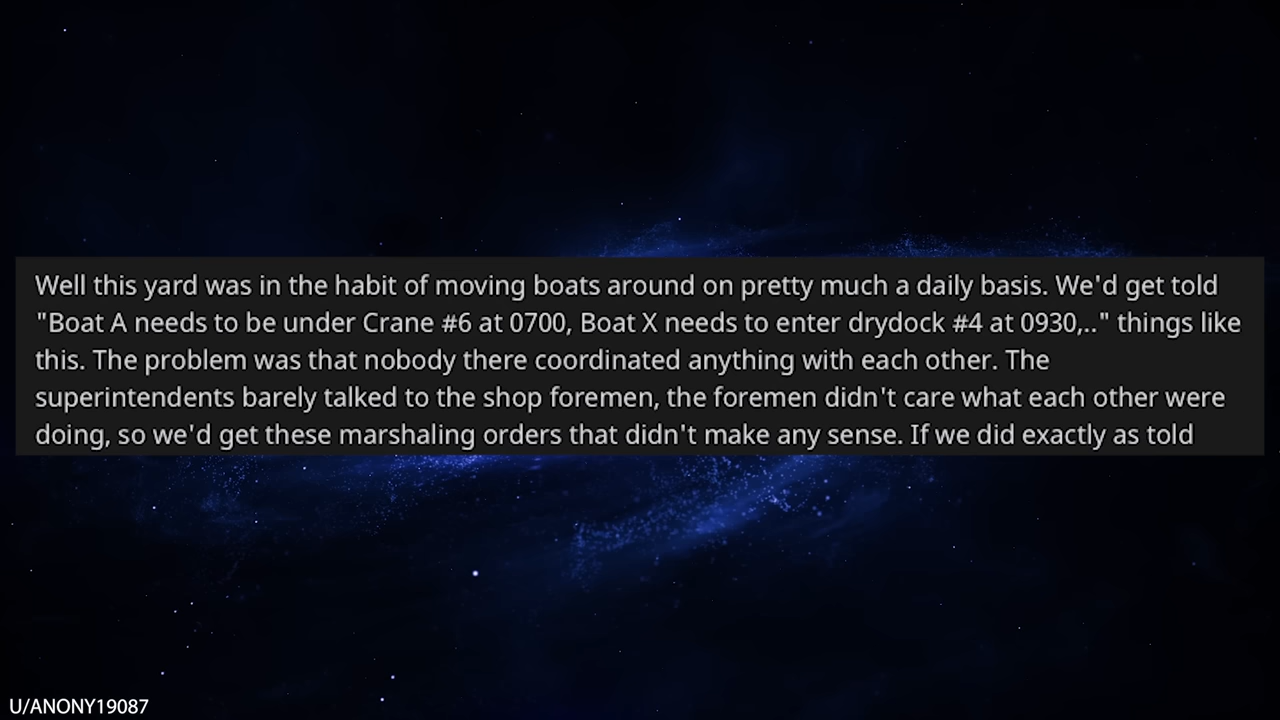 Well this yard was in the habit of moving boats around on pretty much a daily basis. We'd get told
"Boat A needs to be under Crane #6 at 0700, Boat X needs to enter drydock #4 at 0930,.." things like
this. The problem was that nobody there coordinated anything with each other. The
superintendents barely talked to the shop foremen, the foremen didn't care what each other were
doing, so we'd get these marshaling orders that didn't make any sense. If we did exactly as told
U/ANONY19087